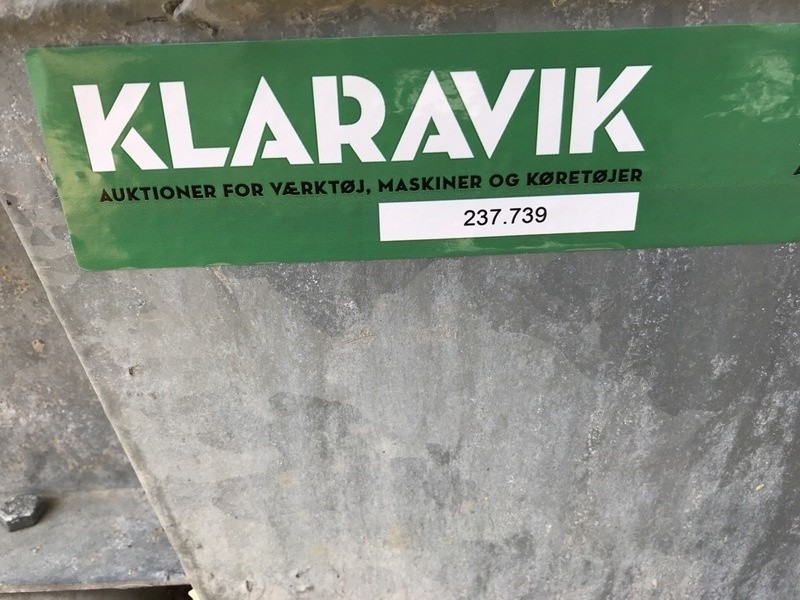 KLARAVIK
AUKTIONER FOR VÆRKTØJ, MASKINER OG KØRETØJER
237.739